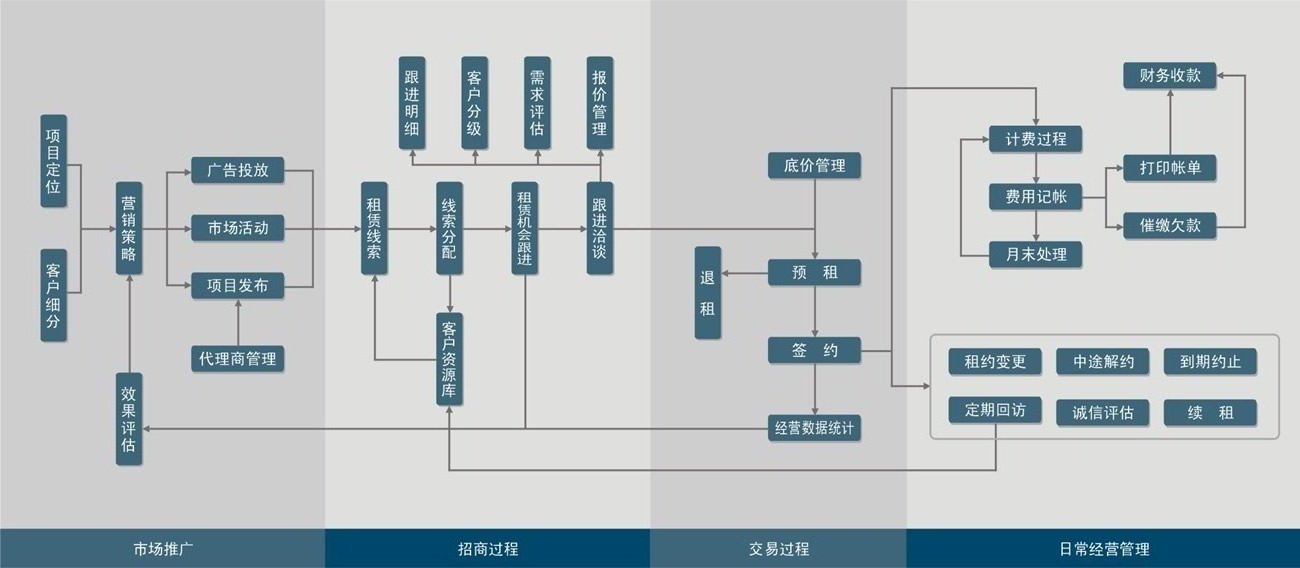 项目定位
客户细分
营销策略
效果评估
广告投放
市场活动
项目发布
代理商管理
跟进明细
客户分级
需求评估
报价管理
租赁线索
线索分配
租赁机会跟进
跟进洽谈
客户资源库
底价管理
退租
预租
签约
经营数据统计
财务收款
计费过程
打印帐单
费用记帐
催缴欠款
月末处理
租约变更
中途解约
到期约止
定期回访
诚信评估
续租
市场推广
招商过程
交易过程
日常经营管理